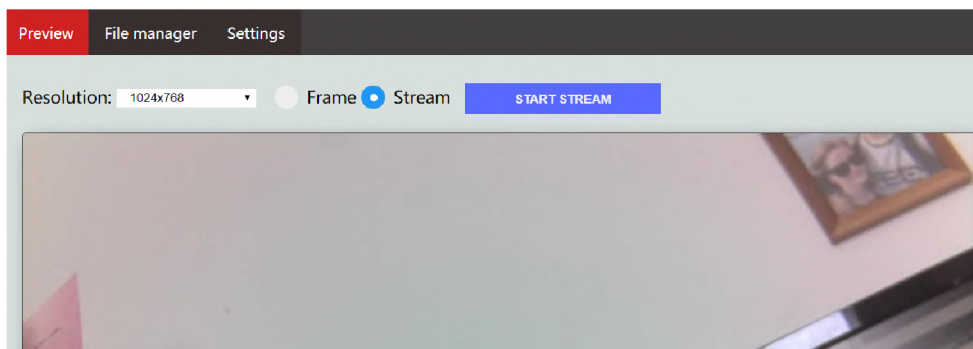 Preview File manager Settings
Resolution: 1024x768 Frame Stream START STREAM